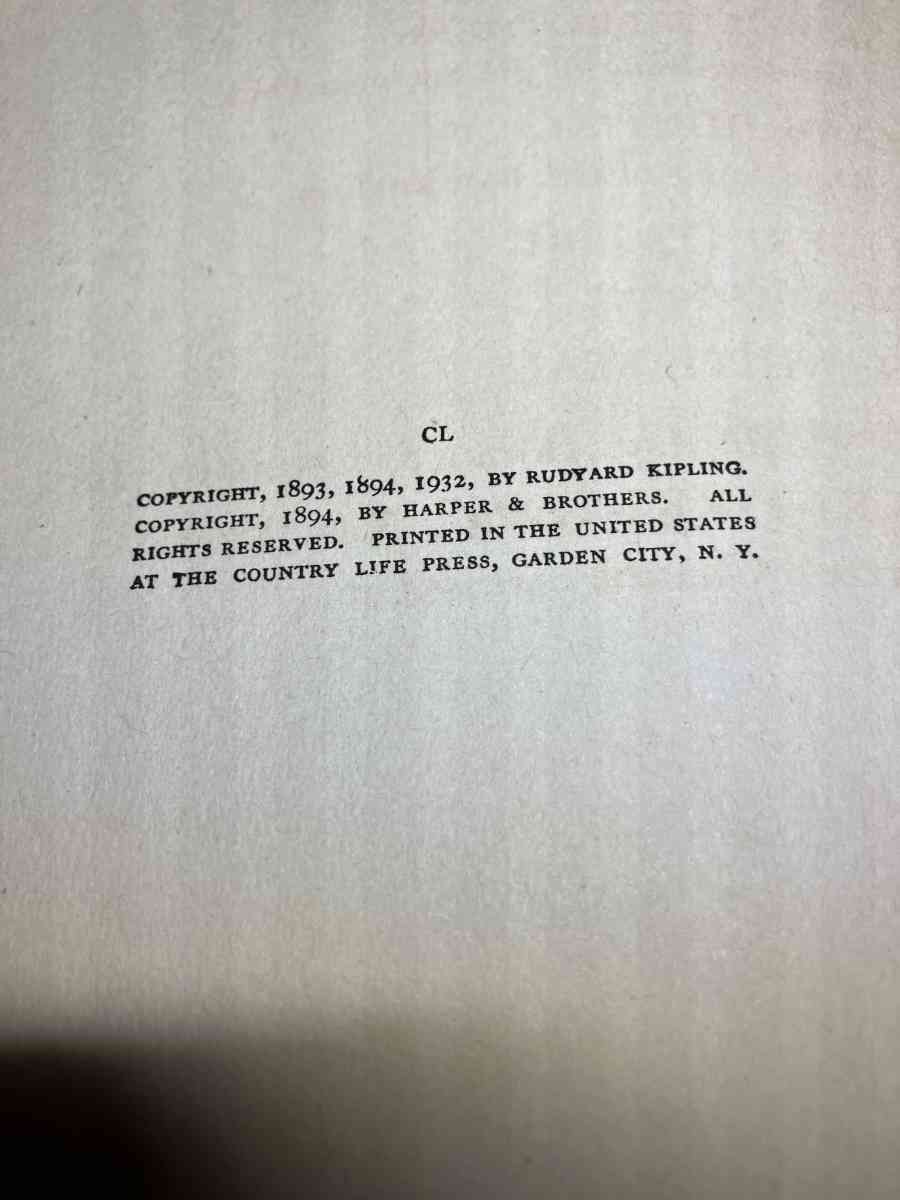 CL
COPYRIGHT, 1893, 1894, 1932, BY RUDYARD KIPLING.
COPYRIGHT, 1894, BY HARPER & BROTHERS. ALL
RIGHTS RESERVED. PRINTED IN THE UNITED STATES
AT THE COUNTRY LIFE PRESS, GARDEN CITY, N. Y.